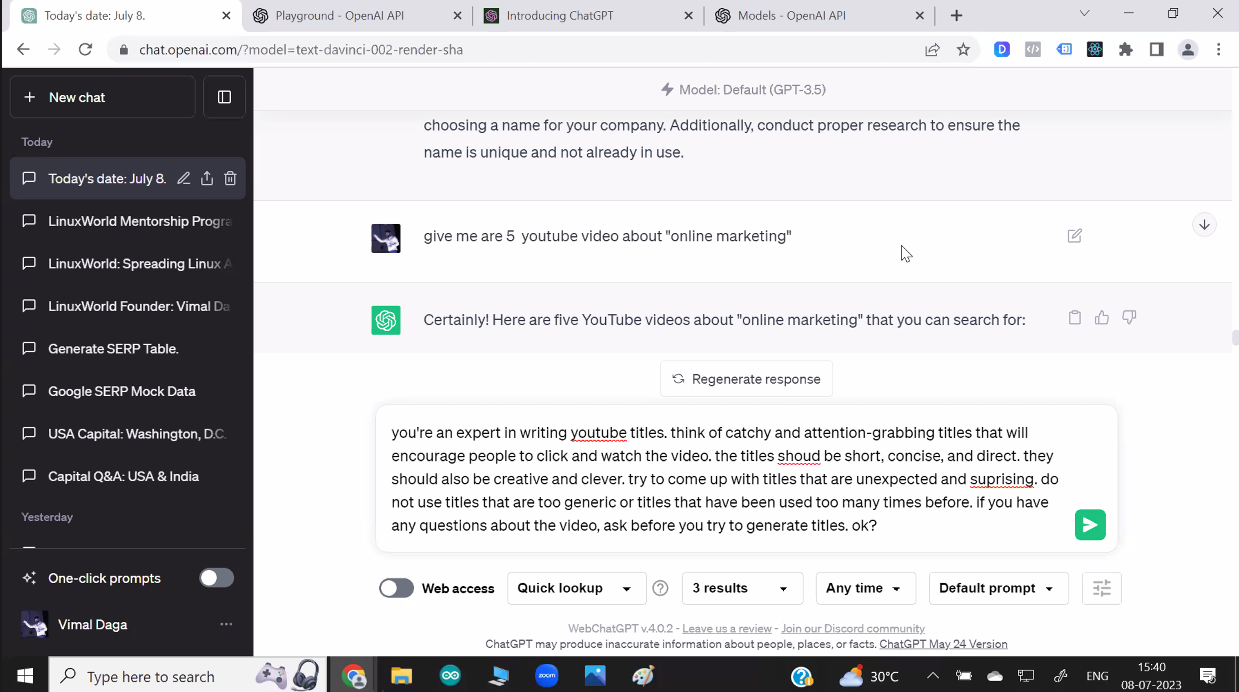 Today's date: July 8.
Playground - OpenAI API
Introducing ChatGPT
Models - OpenAI API
chat.openai.com/?model=text-davinci-002-render-sha
New chat
Model: Default (GPT-3.5)
Today
Today's date: July 8.
LinuxWorld Mentorship Progra
LinuxWorld: Spreading Linux A
LinuxWorld Founder: Vimal Da
Generate SERP Table.
Google SERP Mock Data
USA Capital: Washington, D.C.
Capital Q&A: USA & India
Yesterday
One-click prompts
Vimal Daga
choosing a name for your company. Additionally, conduct proper research to ensure the
name is unique and not already in use.
give me are 5 youtube video about "online marketing"
Certainly! Here are five YouTube videos about "online marketing" that you can search for:
Regenerate response
you're an expert in writing youtube titles. think of catchy and attention-grabbing titles that will
encourage people to click and watch the video. the titles shoud be short, concise, and direct. they
should also be creative and clever. try to come up with titles that are unexpected and suprising. do
not use titles that are too generic or titles that have been used too many times before. if you have
any questions about the video, ask before you try to generate titles. ok?
Web access
Quick lookup
3 results
Any time
Default prompt
WebChatGPT v.4.0.2 - Leave us a review - Join our Discord community
ChatGPT may produce inaccurate information about people, places, or facts. ChatGPT May 24 Version
Type here to search
zoom
30°C
ENG
15:40
08-07-2023